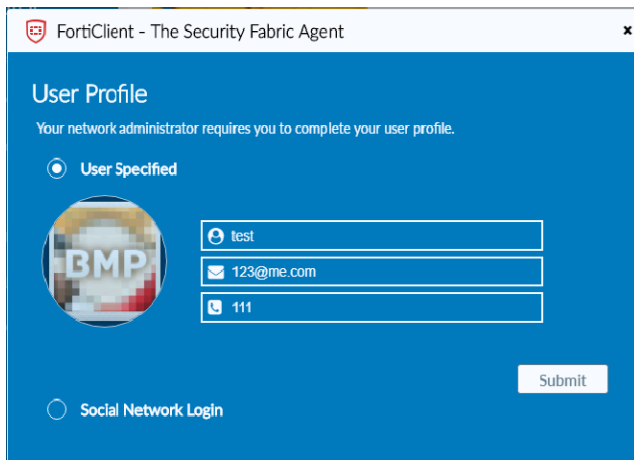 FortiClient - The Security Fabric Agent
x
User Profile
Your network administrator requires you to complete your user profile.
User Specified
BMP
test
123@me.com
111
Submit
Social Network Login